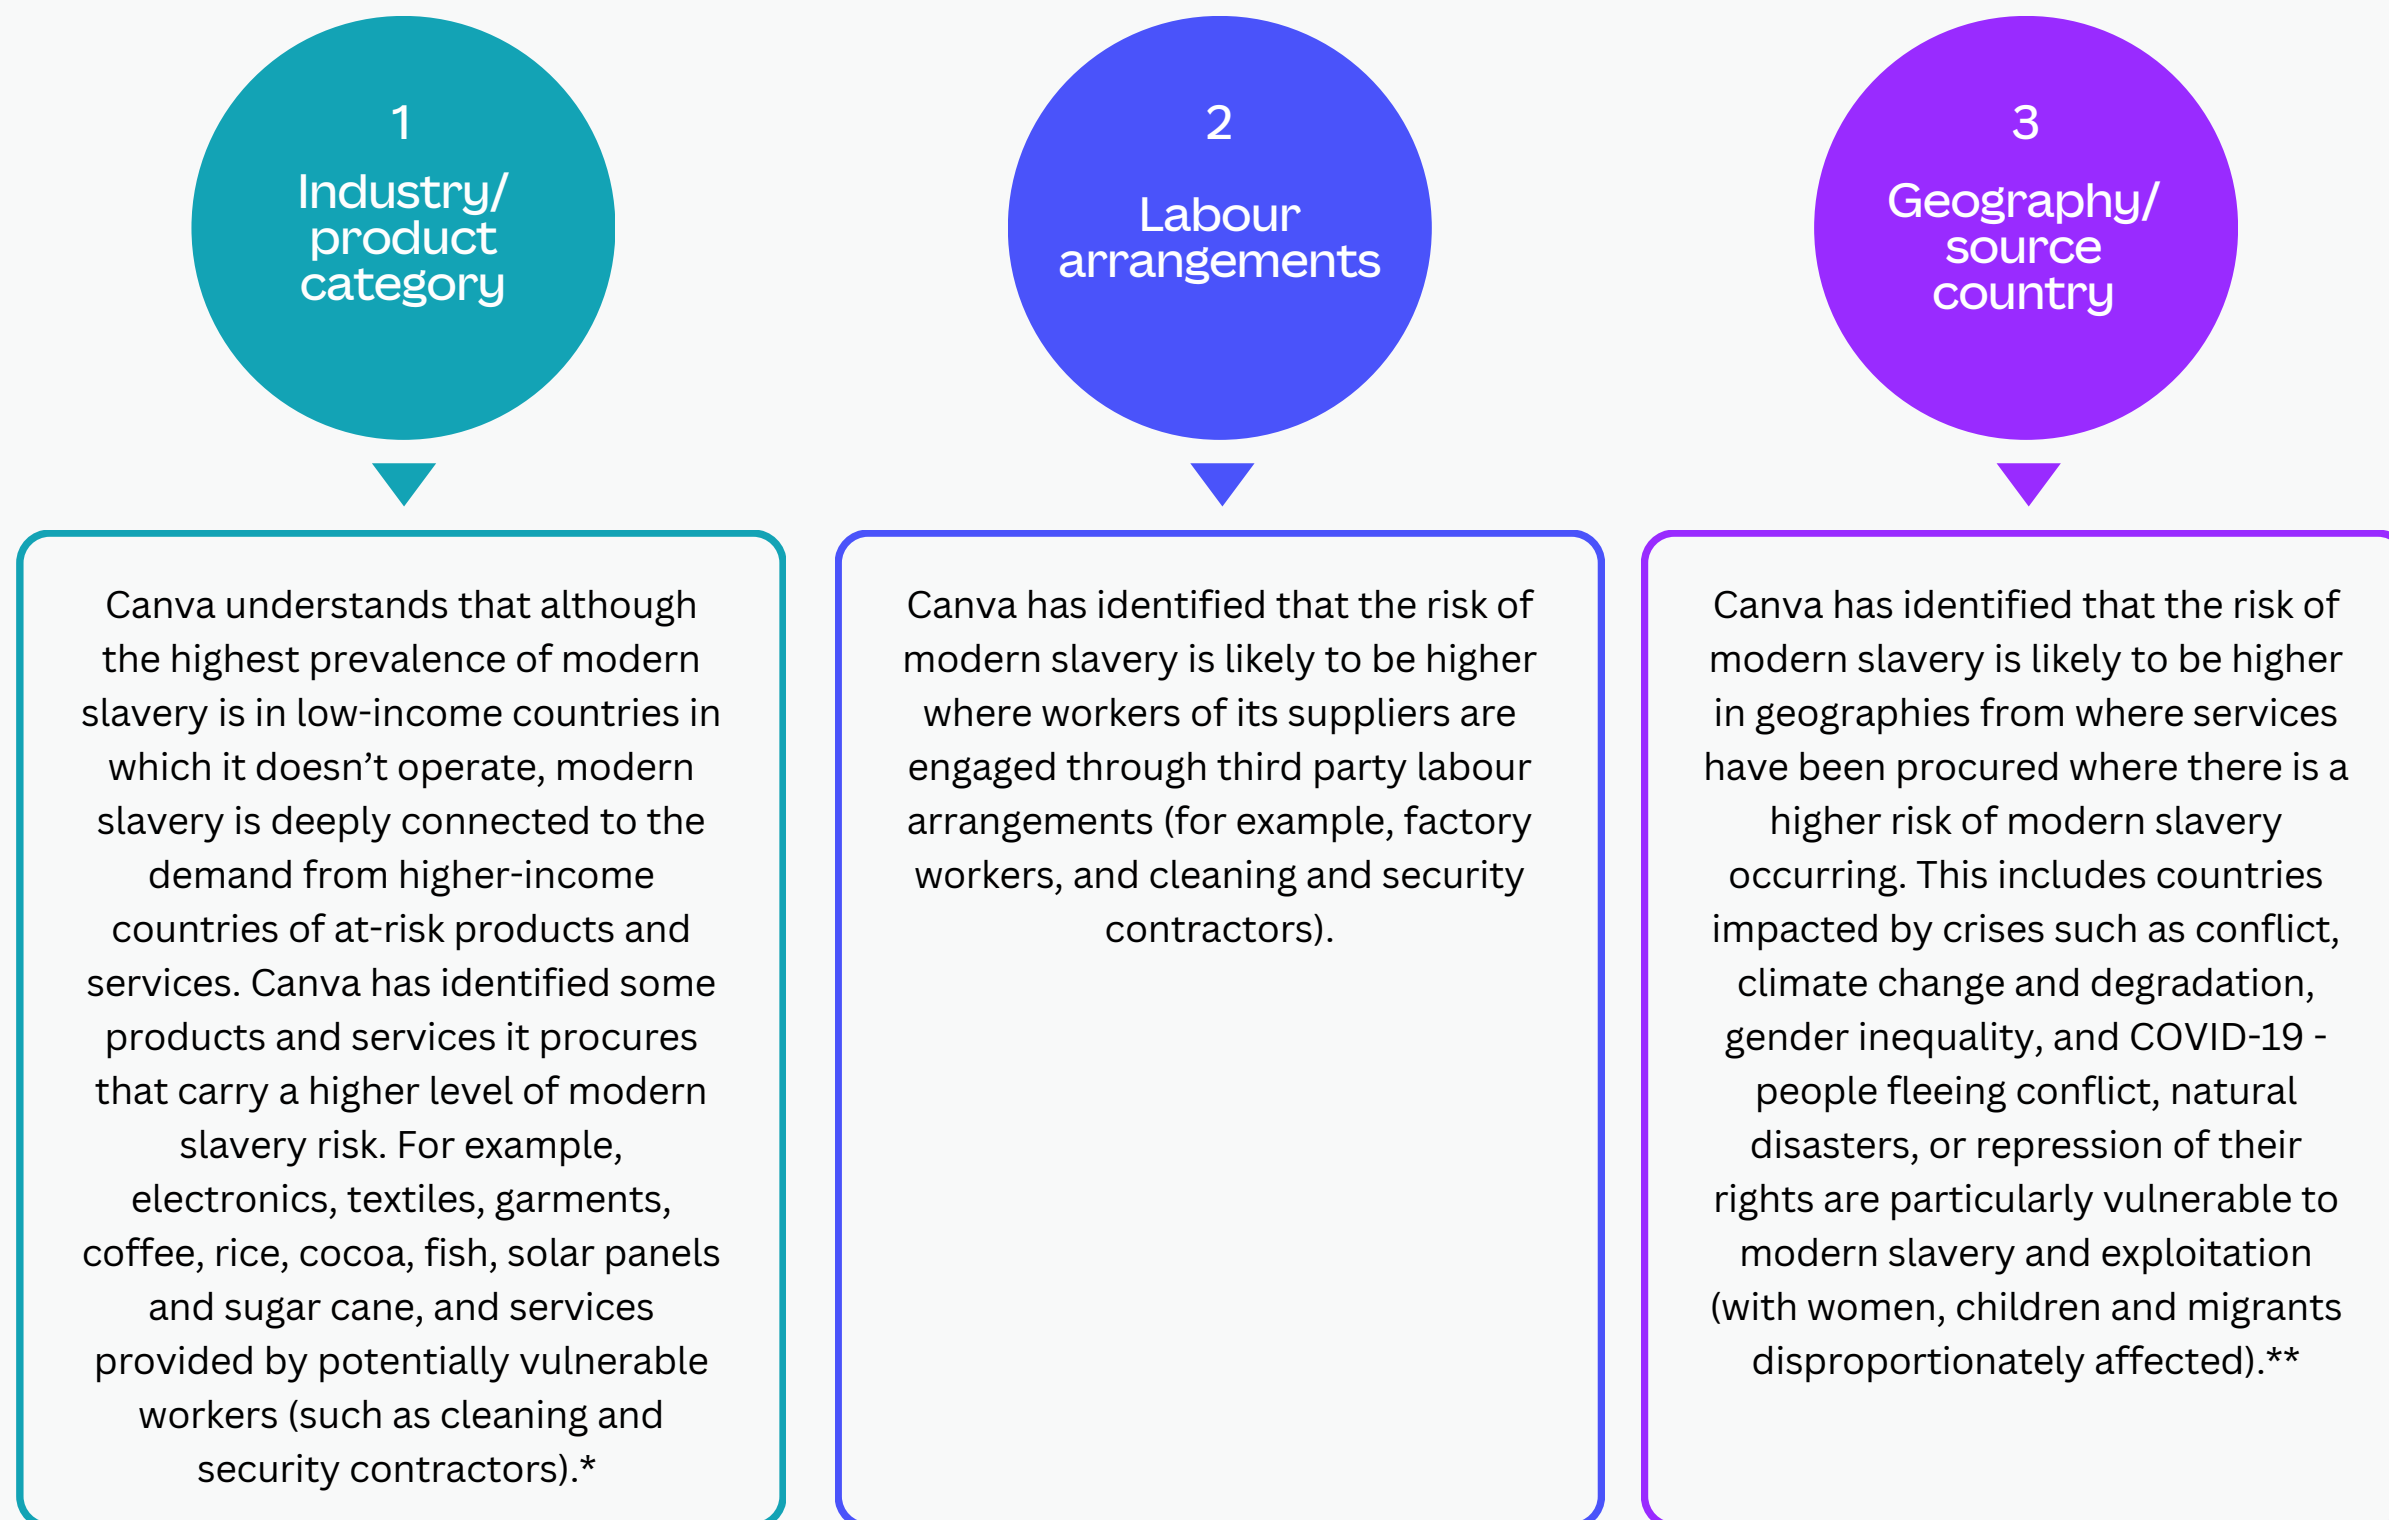 1
Industry/
product
category
Canva understands that although
the highest prevalence of modern
slavery is in low-income countries in
which it doesn’t operate, modern
slavery is deeply connected to the
demand from higher-income
countries of at-risk products and
services. Canva has identified some
products and services it procures
that carry a higher level of modern
slavery risk. For example,
electronics, textiles, garments,
coffee, rice, cocoa, fish, solar panels
and sugar cane, and services
provided by potentially vulnerable
workers (such as cleaning and
security contractors).*
2
Labour
arrangements
Canva has identified that the risk of
modern slavery is likely to be higher
where workers of its suppliers are
engaged through third party labour
arrangements (for example, factory
workers, and cleaning and security
contractors).
3
Geography/
source
country
Canva has identified that the risk of
modern slavery is likely to be higher
in geographies from where services
have been procured where there is a
higher risk of modern slavery
occurring. This includes countries
impacted by crises such as conflict,
climate change and degradation,
gender inequality, and COVID-19 -
people fleeing conflict, natural
disasters, or repression of their
rights are particularly vulnerable to
modern slavery and exploitation
(with women, children and migrants
disproportionately affected).**